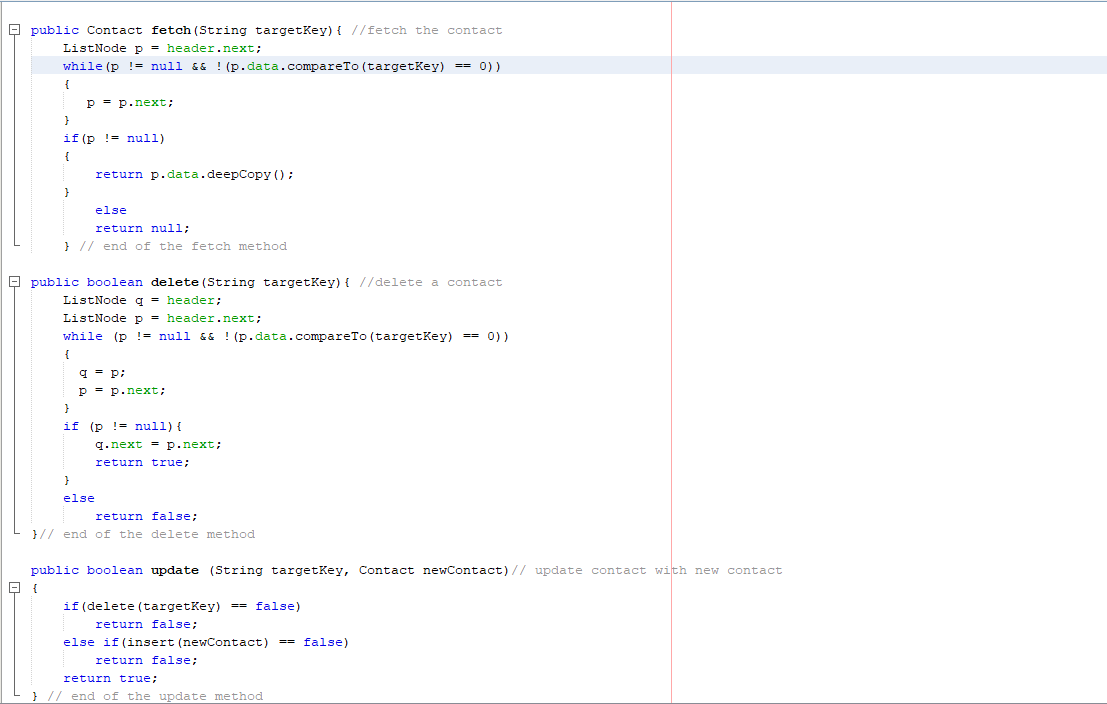 public Contact fetch(String targetKey){ //fetch the contact
    ListNode p = header.next;
    while(p != null && !(p.data.compareTo(targetKey) == 0))
    {
       p = p.next;
    }
    if(p != null)
    {
        return p.data.deepCopy();
    }
        else
        return null;
    } // end of the fetch method

public boolean delete(String targetKey){ //delete a contact
    ListNode q = header;
    ListNode p = header.next;
    while (p != null && !(p.data.compareTo(targetKey) == 0))
    {
      q = p;
      p = p.next;
    }
    if (p != null){
        q.next = p.next;
        return true;
    }
    else
        return false;
}// end of the delete method

public boolean update (String targetKey, Contact newContact)// update contact with new contact
{
    if(delete(targetKey) == false)
        return false;
    else if(insert(newContact) == false)
        return false;
    return true;
} // end of the update method